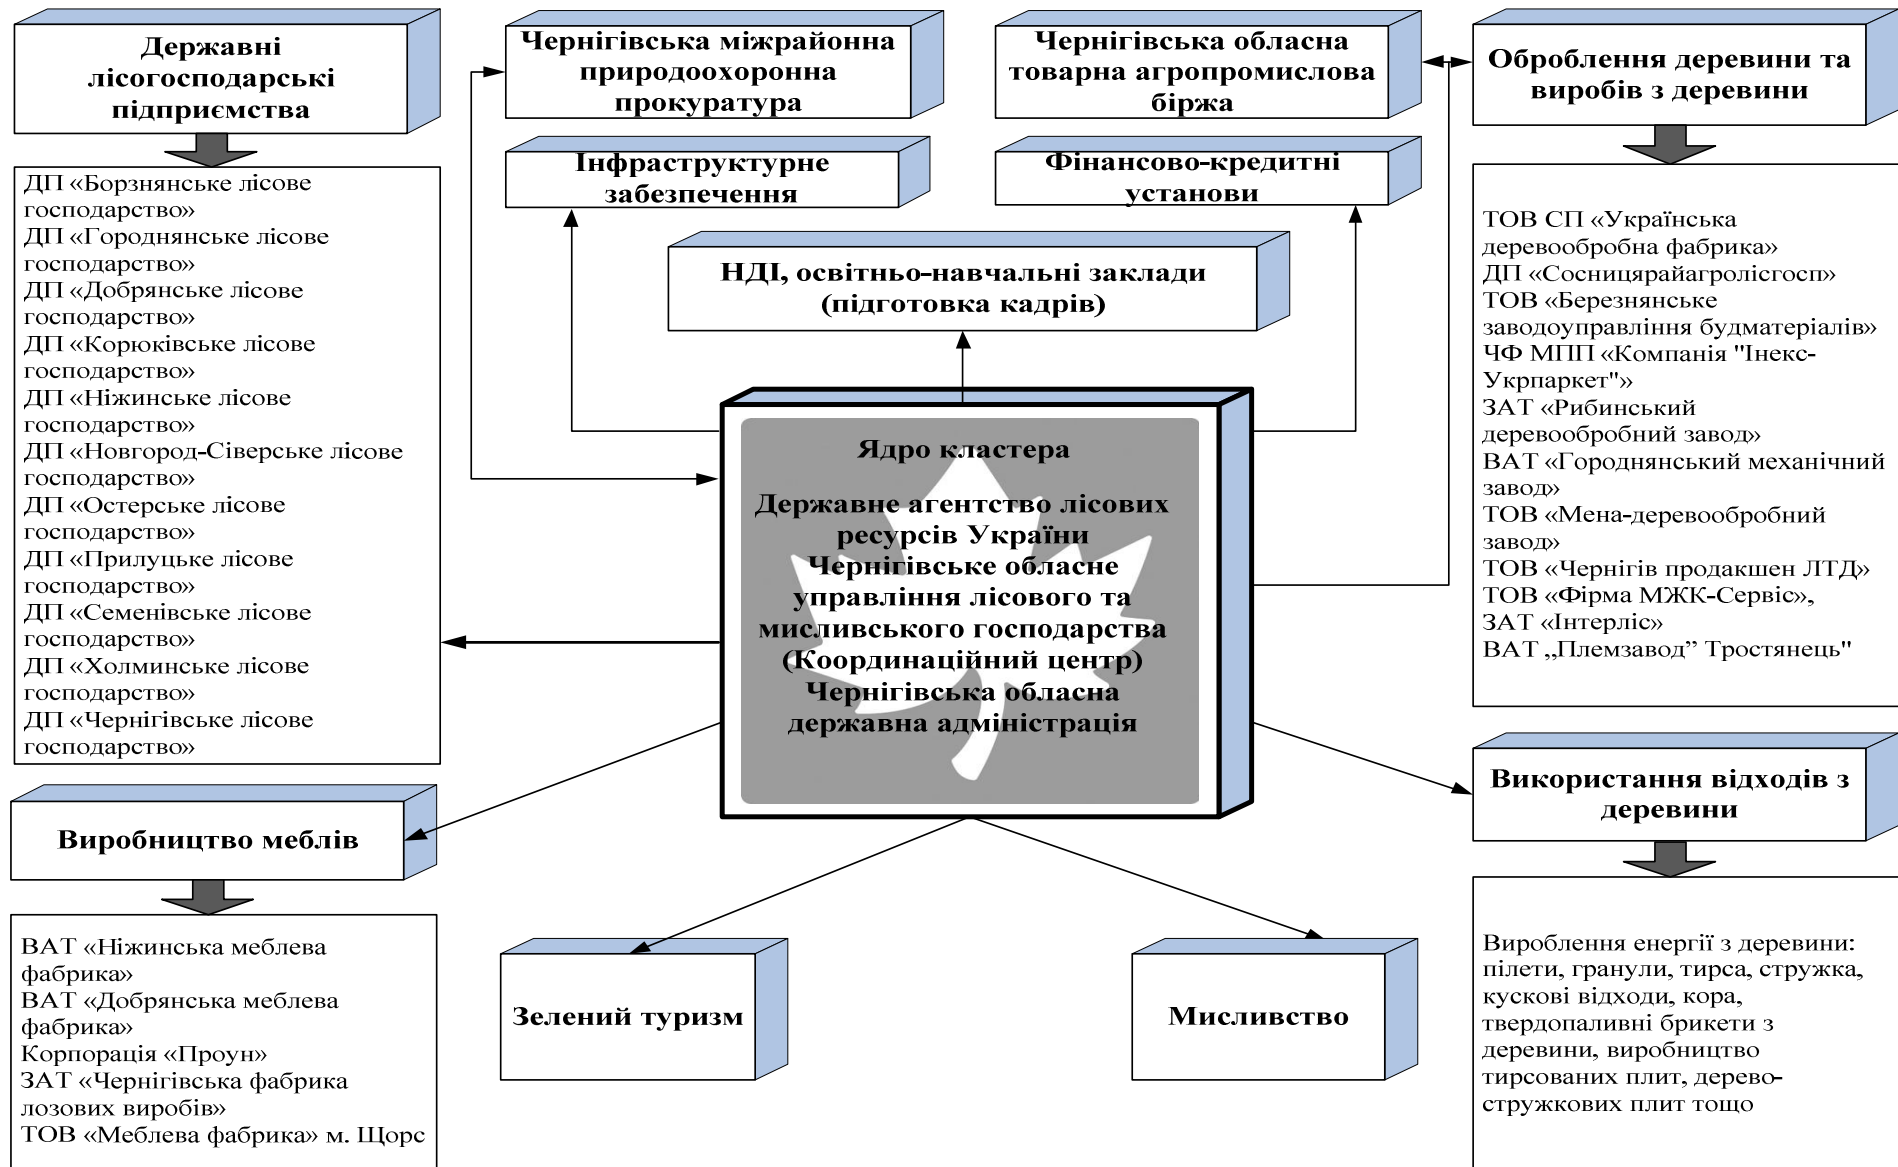 Державні
лісогосподарські
підприємства
ДП «Борзнянське лісове
господарство»
ДП «Городнянське лісове
господарство»
ДП «Добрянське лісове
господарство»
ДП «Корюківське лісове
господарство»
ДП «Ніжинське лісове
господарство»
ДП «Новгород-Сіверське лісове
господарство»
ДП «Остерське лісове
господарство»
ДП «Прилуцьке лісове
господарство»
ДП «Семенівське лісове
господарство»
ДП «Холминське лісове
господарство»
ДП «Чернігівське лісове
господарство»
Виробництво меблів
ВАТ «Ніжинська меблева
фабрика»
ВАТ «Добрянська меблева
фабрика»
Корпорація «Проун»
ЗАТ «Чернігівська фабрика
лозових виробів»
ТОВ «Меблева фабрика» м. Щорс
Чернігівська міжрайонна
природоохоронна
прокуратура
Чернігівська обласна
товарна агропромислова
біржа
Інфраструктурне
забезпечення
Фінансово-кредитні
установи
НДІ, освітньо-навчальні заклади
(підготовка кадрів)
Ядро кластера
Державне агентство лісових
ресурсів України
Чернігівське обласне
управління лісового та
мисливського господарства
(Координаційний центр)
Чернігівська обласна
державна адміністрація
Зелений туризм
Мисливство
Оброблення деревини та
виробів з деревини
ТОВ СП «Українська
деревообробна фабрика»
ДП «Сосницярайагролісгосп»
ТОВ «Березнянське
заводоуправління будматеріалів»
ЧФ МПП «Компанія "Інекс-
Укрпаркет"»
ЗАТ «Рибинський
деревообробний завод»
ВАТ «Городнянський механічний
завод»
ТОВ «Мена-деревообробний
завод»
ТОВ «Чернігів продакшен ЛТД»
ТОВ «Фірма МЖК-Сервіс»,
ЗАТ «Інтерліс»
ВАТ „Племзавод” Тростянець"
Використання відходів з
деревини
Вироблення енергії з деревини:
пілети, гранули, тирса, стружка,
кускові відходи, кора,
твердопаливні брикети з
деревини, виробництво
тирсованих плит, дерево-
стружкових плит тощо